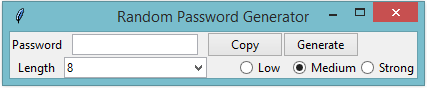 Random Password Generator
Password Copy Generate
Length 8 Low Medium Strong